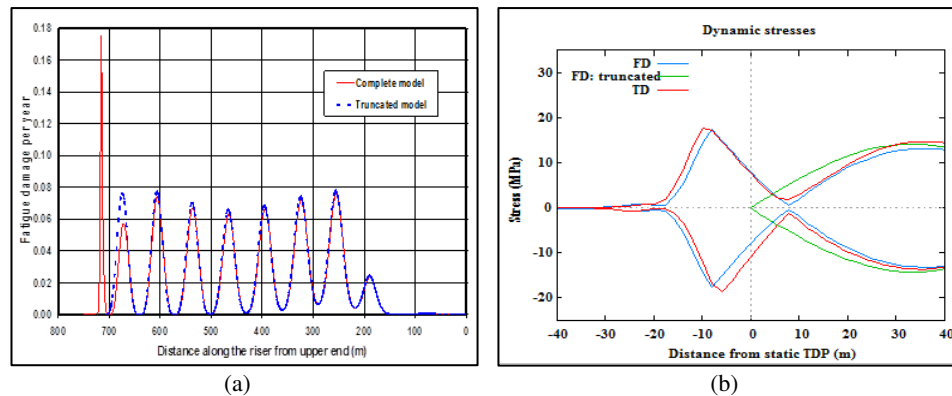 0.18
0.16
0.14
0.12
0.10
0.08
0.06
0.04
0.02
0.00
Fatigue damage per year
Complete model
Truncated model
800 700 600 500 400 300 200 100 0
Distance along the riser from upper end (m)
(a)
Dynamic stresses
FD
FD: truncated
TD
30
20
10
0
-10
-20
Stress (MPa)
-40 -30 -20 -10 0 10 20 30 40
Distance from static TDP (m)
(b)